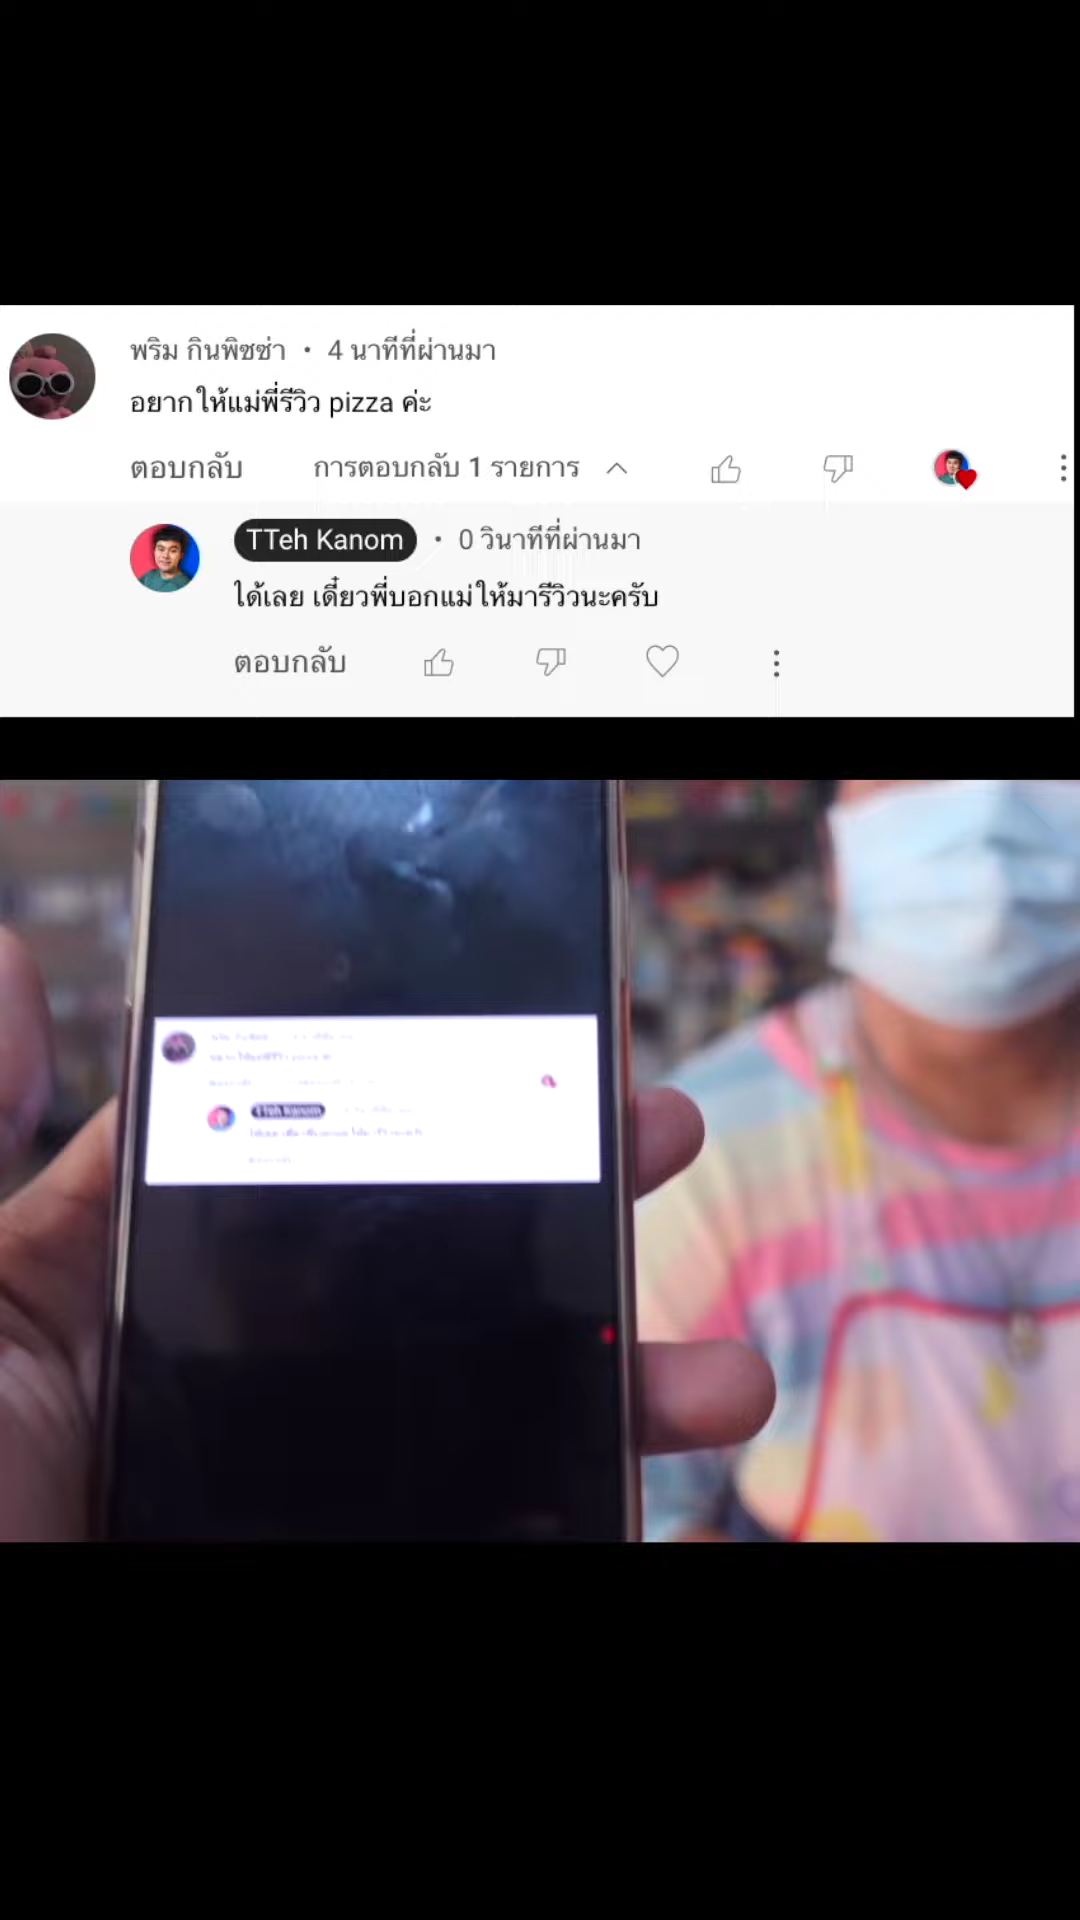 พริม กินพิซซ่า • 4 นาทีที่ผ่านมา
อยากให้แม่พี่รีวิว pizza ค่ะ
ตอบกลับ การตอบกลับ 1 รายการ
TTeh Kanom • 0 วินาทีที่ผ่านมา
ได้เลย เดี๋ยวพี่บอกแม่ให้มารีวิวนะครับ
ตอบกลับ
TTeh Kanom